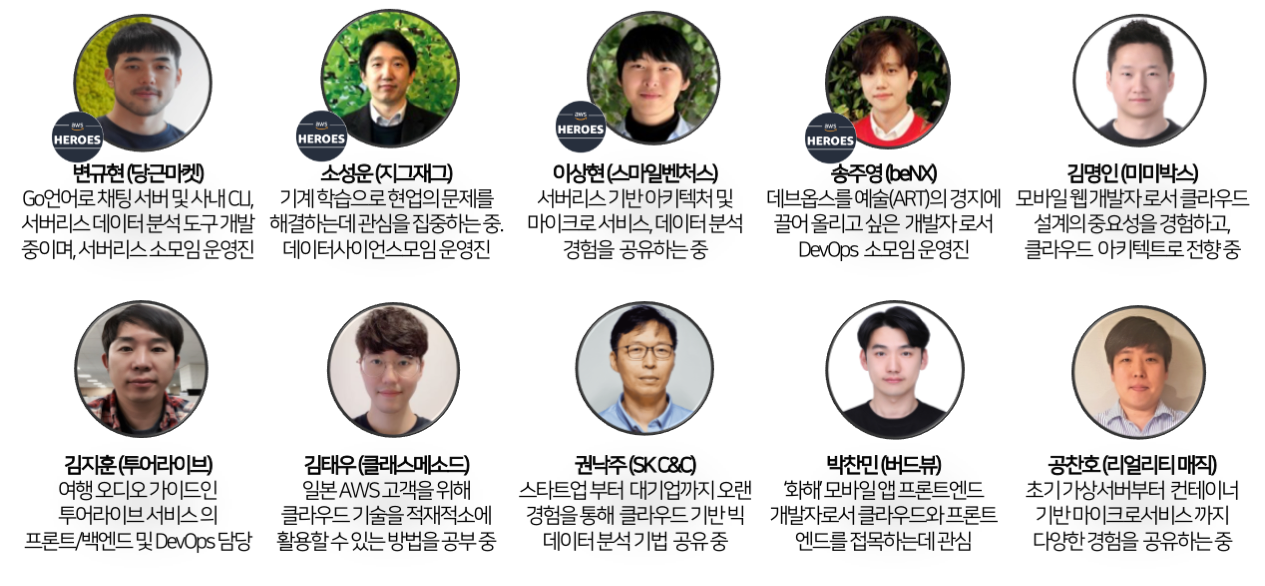 aws
HEROES
변규현 (당근마켓)
Go언어로 채팅 서버 및 사내 CLI,
서버리스 데이터 분석 도구 개발
중이며, 서버리스 소모임 운영진
aws
HEROES
소성운 (지그재그)
기계 학습으로 현업의 문제를
해결하는데 관심을 집중하는 중.
데이터사이언스모임 운영진
aws
HEROES
이상현 (스마일벤처스)
서버리스 기반 아키텍처 및
마이크로 서비스, 데이터 분석
경험을 공유하는 중
aws
HEROES
송주영 (beNX)
데브옵스를 예술(ART)의 경지에
끌어 올리고 싶은 개발자 로서
DevOps 소모임 운영진
김명인 (미미박스)
모바일 웹 개발자 로서 클라우드
설계의 중요성을 경험하고,
클라우드 아키텍트로 전향 중
김지훈 (투어라이브)
여행 오디오 가이드인
투어라이브 서비스 의
프론트/백엔드 및 DevOps 담당
김태우 (클래스메소드)
일본 AWS 고객을 위해
클라우드 기술을 적재적소에
활용할 수 있는 방법을 공부 중
권낙주 (SK C&C)
스타트업 부터 대기업까지 오랜
경험을 통해 클라우드 기반 빅
데이터 분석 기법 공유 중
박찬민 (버드뷰)
‘화해’ 모바일 앱 프론트엔드
개발자로서 클라우드와 프론트
엔드를 접목하는데 관심
공찬호 (리얼리티 매직)
초기 가상서버부터 컨테이너
기반 마이크로서비스 까지
다양한 경험을 공유하는 중